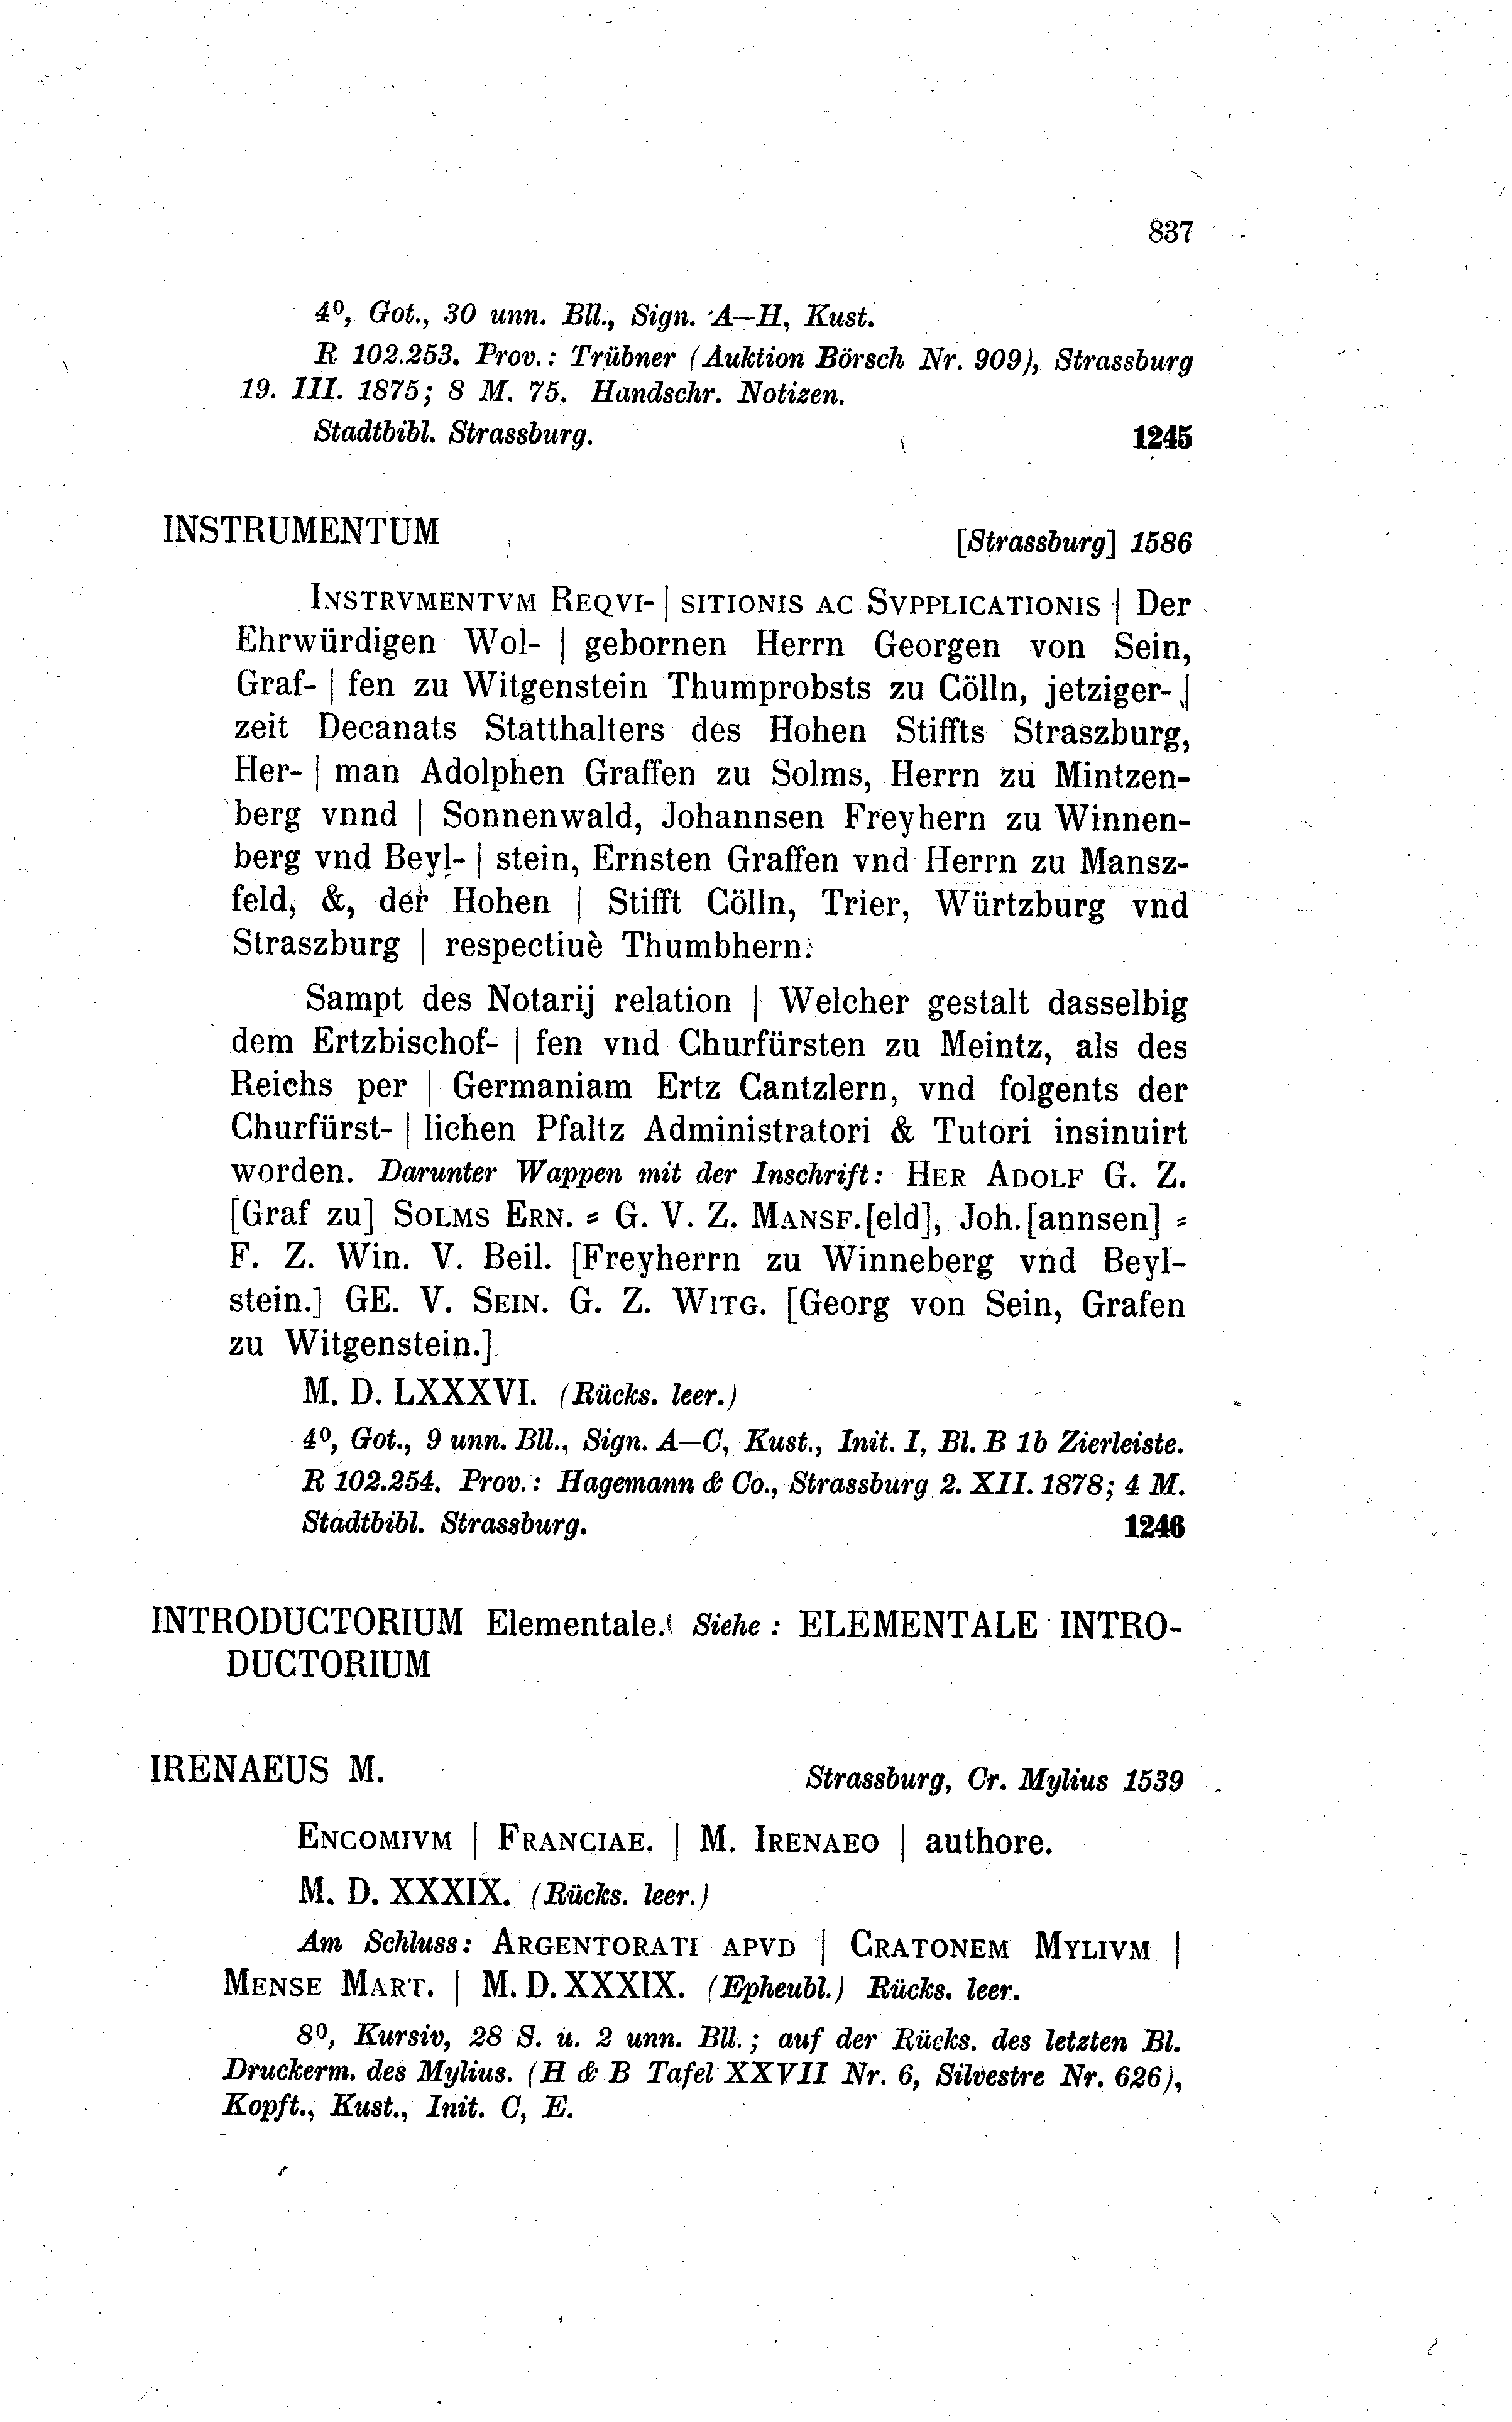 837
4⁰, Got., 30 unn. Bll., Sign. A—H, Kust.
R 102.253. Prov.: Trübner (Auktion Börsch Nr. 909), Strassburg
19. III. 1875; 8 M. 75. Handschr. Notizen.
Stadtbibl. Strassburg. 1245
INSTRUMENTUM [Strassburg] 1586
INSTRVMENTVM REQVI- | SITIONIS AC SVPPLICATIONIS | Der
Ehrwürdigen Wol- | gebornen Herrn Georgen von Sein,
Graf- | fen zu Witgenstein Thumprobsts zu Cölln, jetziger- |
zeit Decanats Statthalters des Hohen Stiffts Straszburg,
Her- | man Adolphen Graffen zu Solms, Herrn zu Mintzen-
berg vnnd | Sonnenwald, Johannsen Freyhern zu Winnen-
berg vnd Beyl- | stein, Ernsten Graffen vnd Herrn zu Mansz-
feld, &, der Hohen | Stifft Cölln, Trier, Würtzburg vnd
Straszburg | respectiuè Thumbhern:
Sampt des Notarij relation | Welcher gestalt dasselbig
dem Ertzbischof- | fen vnd Churfürsten zu Meintz, als des
Reichs per | Germaniam Ertz Cantzlern, vnd folgents der
Churfürst- | lichen Pfaltz Administratori & Tutori insinuirt
worden. Darunter Wappen mit der Inschrift: HER ADOLF G. Z.
[Graf zu] SOLMS ERN. = G. V. Z. MANSF.[eld], Joh.[annsen] =
F. Z. Win. V. Beil. [Freyherrn zu Winneberg vnd Beyl-
stein.] GE. V. SEIN. G. Z. WITG. [Georg von Sein, Grafen
zu Witgenstein.]
M. D. LXXXVI. (Rücks. leer.)
4⁰, Got., 9 unn. Bll., Sign. A—C, Kust., Init. I, Bl. B 1b Zierleiste.
R 102.254. Prov.: Hagemann & Co., Strassburg 2. XII. 1878; 4 M.
Stadtbibl. Strassburg. 1246
INTRODUCTORIUM Elementale. Siehe: ELEMENTALE INTRO-
DUCTORIUM
IRENAEUS M. Strassburg, Cr. Mylius 1539
ENCOMIVM | FRANCIAE. | M. IRENAEO | authore.
M. D. XXXIX. (Rücks. leer.)
Am Schluss: ARGENTORATI APVD | CRATONEM MYLIVM |
MENSE MART. | M. D. XXXIX. (Epheubl.) Rücks. leer.
8⁰, Kursiv, 28 S. u. 2 unn. Bll.; auf der Rücks. des letzten Bl.
Druckerm. des Mylius. (H & B Tafel XXVII Nr. 6, Silvestre Nr. 626),
Kopft., Kust., Init. C, E.